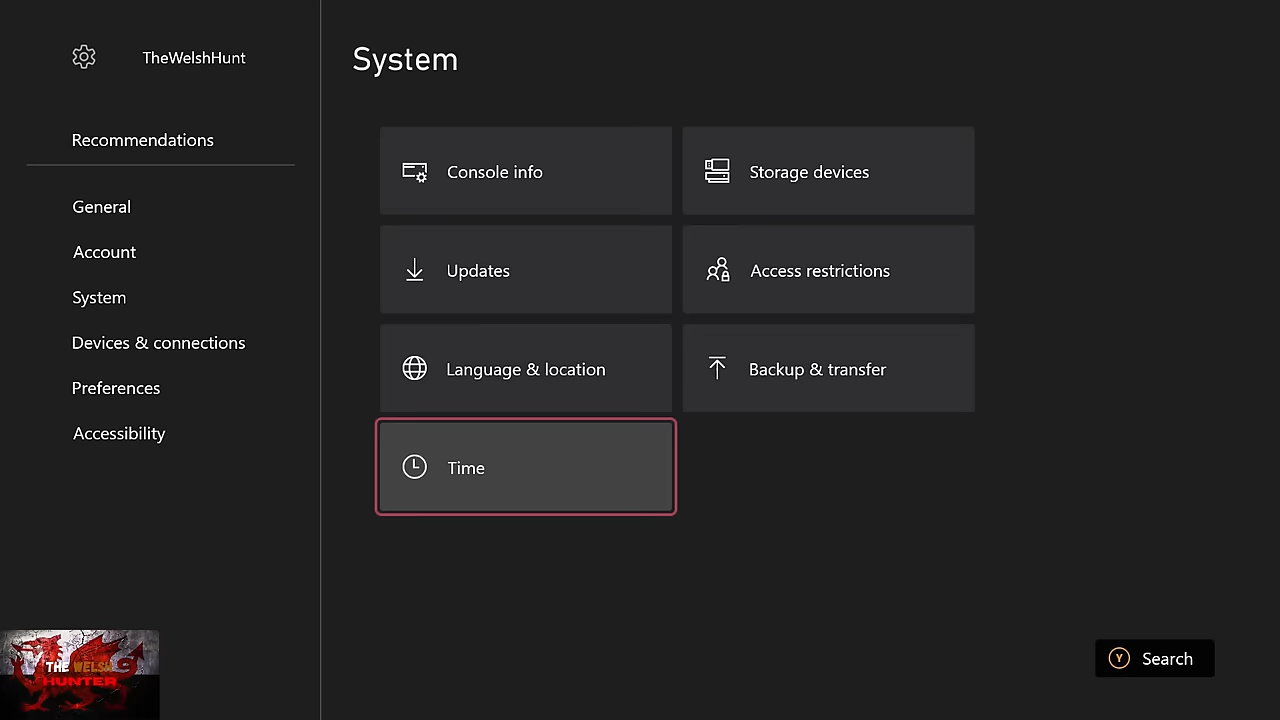 TheWelshHunt
System
Recommendations
General
Account
System
Devices & connections
Preferences
Accessibility
Console info
Storage devices
Updates
Access restrictions
Language & location
Backup & transfer
Time
THE WELSH
HUNTER
Y Search